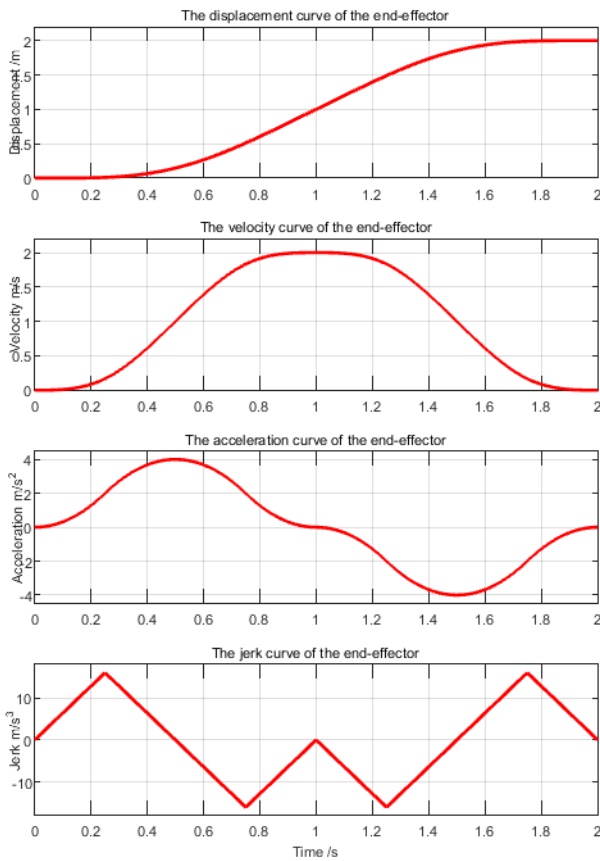 The displacement curve of the end-effector
Displacement /m
2
1.5
1
0.5
0
0 0.2 0.4 0.6 0.8 1 1.2 1.4 1.6 1.8 2
The velocity curve of the end-effector
Velocity m/s
2
1.5
1
0.5
0
0 0.2 0.4 0.6 0.8 1 1.2 1.4 1.6 1.8 2
The acceleration curve of the end-effector
Acceleration m/s²
4
2
0
-2
-4
0 0.2 0.4 0.6 0.8 1 1.2 1.4 1.6 1.8 2
The jerk curve of the end-effector
Jerk m/s³
10
0
-10
0 0.2 0.4 0.6 0.8 1 1.2 1.4 1.6 1.8 2
Time /s